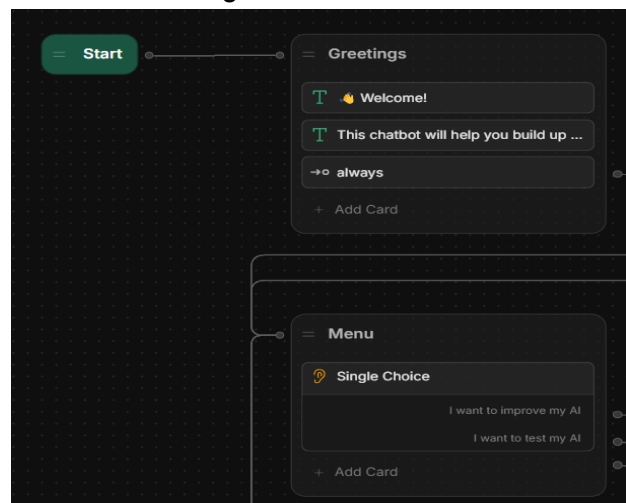 Start
Greetings
👋 Welcome!
This chatbot will help you build up ...
always
+ Add Card
Menu
Single Choice
I want to improve my AI
I want to test my AI
+ Add Card